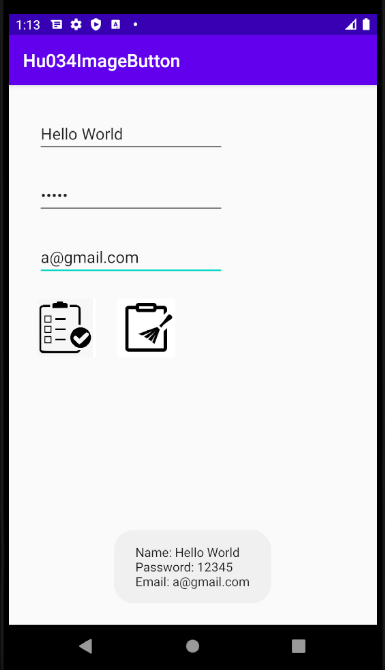 1:13
Hu034ImageButton
Hello World
•••••
a@gmail.com
Name: Hello World
Password: 12345
Email: a@gmail.com